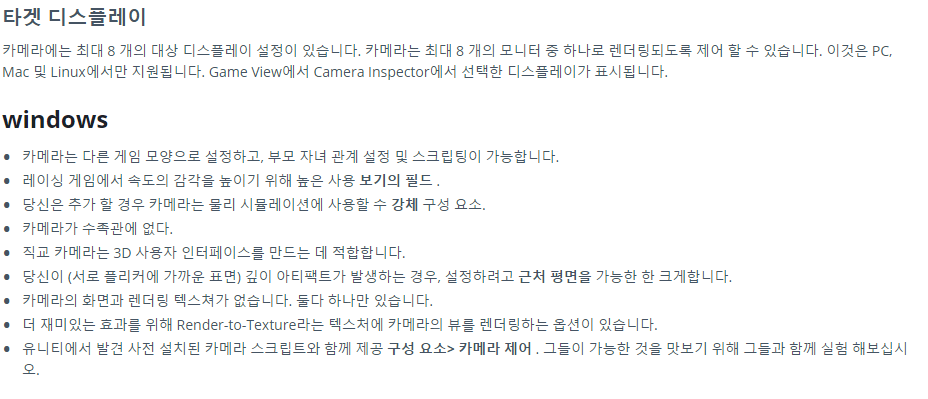 타겟 디스플레이
카메라에는 최대 8 개의 대상 디스플레이 설정이 있습니다. 카메라는 최대 8 개의 모니터 중 하나로 렌더링되도록 제어 할 수 있습니다. 이것은 PC,
Mac 및 Linux에서만 지원됩니다. Game View에서 Camera Inspector에서 선택한 디스플레이가 표시됩니다.
windows
• 카메라는 다른 게임 모양으로 설정하고, 부모 자녀 관계 설정 및 스크립팅이 가능합니다.
• 레이싱 게임에서 속도의 감각을 높이기 위해 높은 사용 보기의 필드 .
• 당신은 추가 할 경우 카메라는 물리 시뮬레이션에 사용할 수 강체 구성 요소.
• 카메라가 수족관에 없다.
• 직교 카메라는 3D 사용자 인터페이스를 만드는 데 적합합니다.
• 당신이 (서로 플리커에 가까운 표면) 깊이 아티팩트가 발생하는 경우, 설정하려고 근처 평면을 가능한 한 크게합니다.
• 카메라의 화면과 렌더링 텍스쳐가 없습니다. 둘다 하나만 있습니다.
• 더 재미있는 효과를 위해 Render-to-Texture라는 텍스처에 카메라의 뷰를 렌더링하는 옵션이 있습니다.
• 유니티에서 발견 사전 설치된 카메라 스크립트와 함께 제공 구성 요소> 카메라 제어 . 그들이 가능한 것을 맛보기 위해 그들과 함께 실험 해보십시
오.